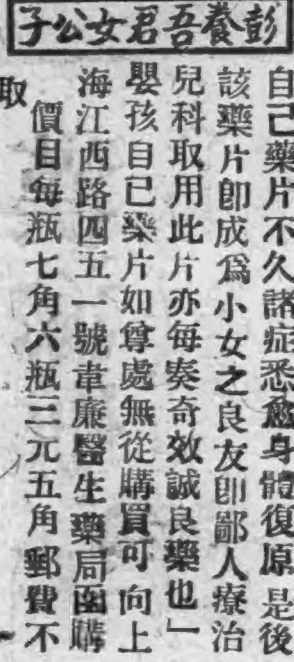 彭養吾君女公子
自己藥片不久諸症悉愈身體復原是後
該藥片卽成爲小女之良友卽鄙人療治
兒科取用此片亦每奏奇效誠良藥也」
嬰孩自己藥片如尊處無從購買可向上
海江西路四五一號韋廉醫生藥局函購
價目每瓶七角六瓶三元五角郵費不
取